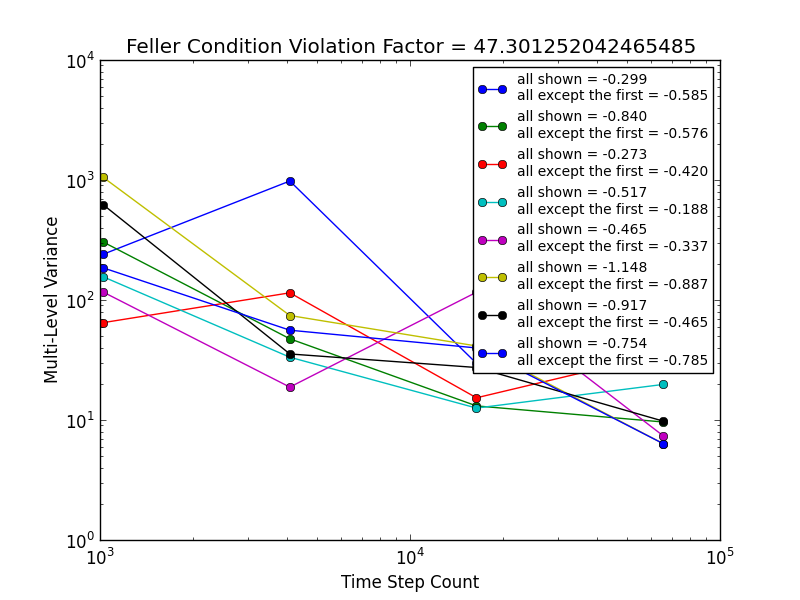 Feller Condition Violation Factor = 47.301252042465485
10^4
10^3
10^2
10^1
10^0
Multi-Level Variance
all shown = -0.299
all except the first = -0.585
all shown = -0.840
all except the first = -0.576
all shown = -0.273
all except the first = -0.420
all shown = -0.517
all except the first = -0.188
all shown = -0.465
all except the first = -0.337
all shown = -1.148
all except the first = -0.887
all shown = -0.917
all except the first = -0.465
all shown = -0.754
all except the first = -0.785
10^3 10^4 10^5
Time Step Count